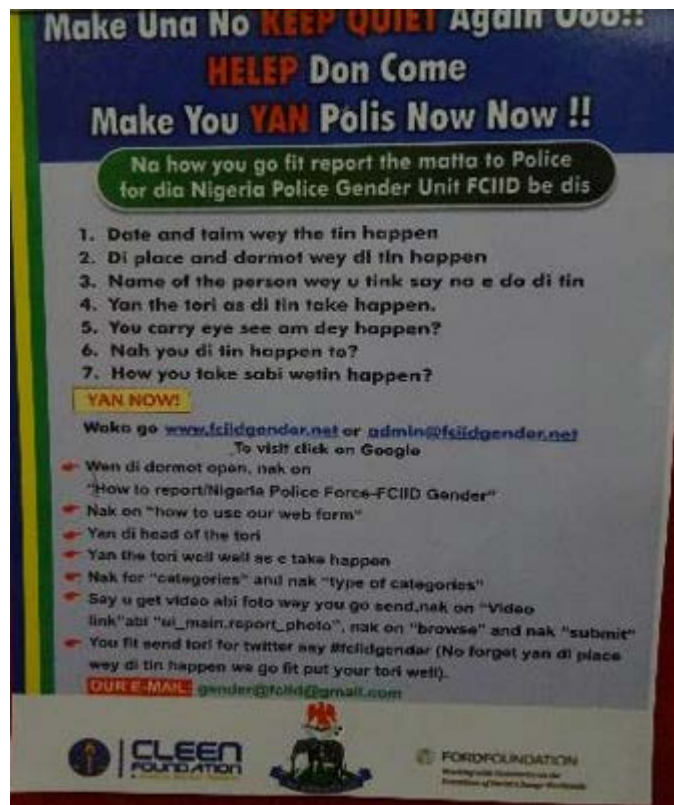 Make Una No KEEP QUIET Again Ooo!!
HELEP Don Come
Make You YAN Polis Now Now !!
Na how you go fit report the matta to Police
for dia Nigeria Police Gender Unit FCIID be dis
1. Date and taim wey the tin happen
2. Di place and dormot wey di tin happen
3. Name of the person wey u tink say na e do di tin
4. Yan the tori as di tin take happen.
5. You carry eye see am dey happen?
6. Nah you di tin happen to?
7. How you take sabi wetin happen?
YAN NOW!
Waka go www.fciidgender.net or admin@fciidgender.net
To visit click on Google
Wen di dormot open, nak on
"How to report/Nigeria Police Force-FCIID Gender"
Nak on "how to use our web form"
Yan di head of the tori
Yan the tori well well as e take happen
Nak for "categories" and nak "type of categories"
Say u get video abi foto way you go send,nak on "Video
link"abi "ui_main.report_photo", nak on "browse" and nak "submit"
You fit send tori for twitter say #fciidgender (No forget yan di place
wey di tin happen we go fit put your tori well).
OUR E-MAIL: gender@fciid@gmail.com
CLEEN
FOUNDATION
FORDFOUNDATION
Working with Visionaries on the
Frontlines of Social Change Worldwide